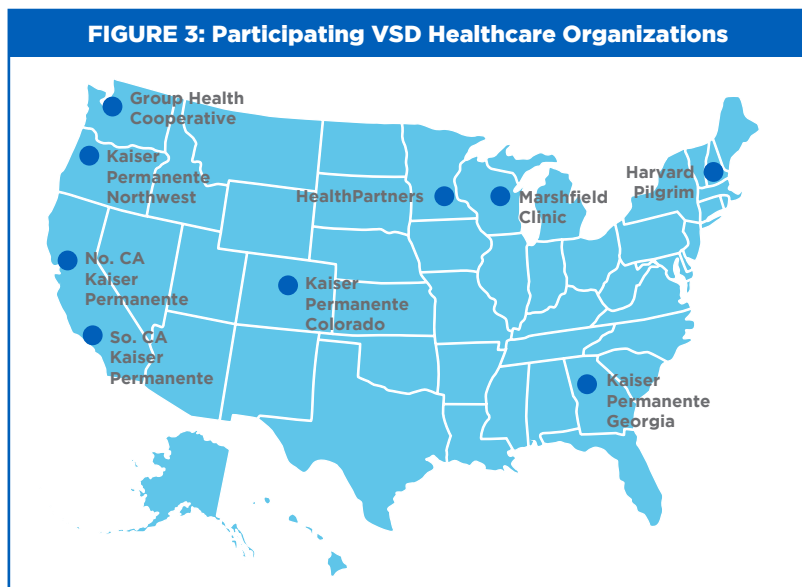 FIGURE 3: Participating VSD Healthcare Organizations
Group Health
Cooperative
Kaiser
Permanente
Northwest
HealthPartners
Marshfield
Clinic
Harvard
Pilgrim
No. CA
Kaiser
Permanente
Kaiser
Permanente
Colorado
So. CA
Kaiser
Permanente
Kaiser
Permanente
Georgia